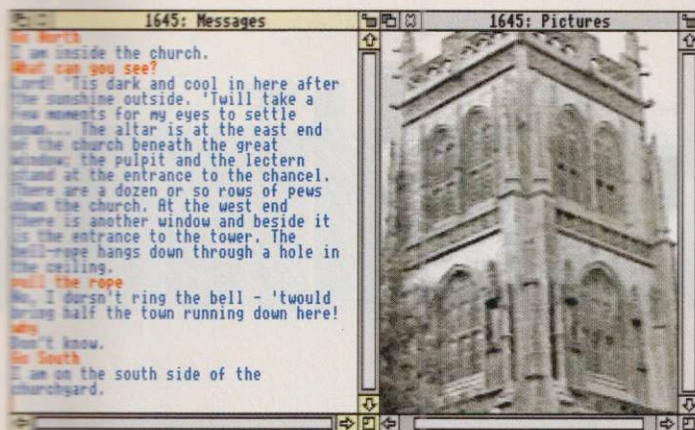 1645: Messages
1645: Pictures
Go North
I am inside the church.
What can you see?
Lord! 'Tis dark and cool in here after
the sunshine outside. 'Twill take a
few moments for my eyes to settle
down... The altar is at the east end
of the church beneath the great
window; the pulpit and the lectern
stand at the entrance to the chancel.
There are a dozen or so rows of pews
down the church. At the west end
there is another window and beside it
is the entrance to the tower. The
bell-rope hangs down through a hole in
the ceiling.
pull the rope
No, I dursn't ring the bell - 'twould
bring half the town running down here!
why
Don't know.
Go South
I am on the south side of the
churchyard.